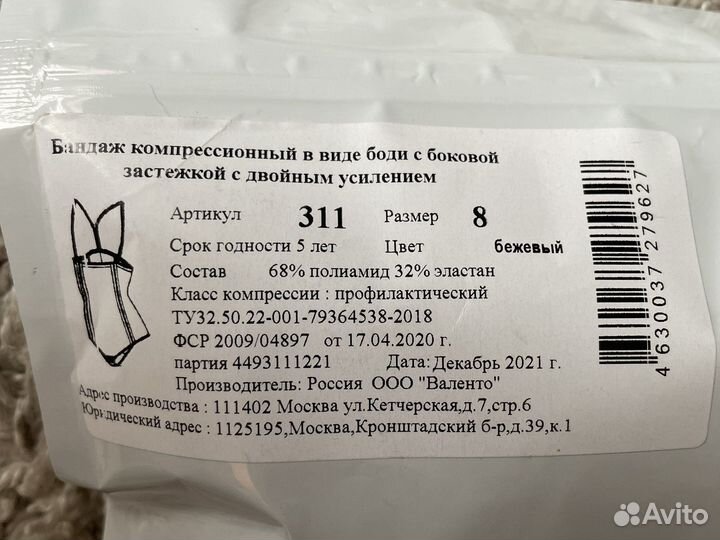 Бандаж компрессионный в виде боди с боковой
застежкой с двойным усилением
Артикул 311 Размер 8
Срок годности 5 лет Цвет бежевый
Состав 68% полиамид 32% эластан
Класс компрессии : профилактический
ТУ32.50.22-001-79364538-2018
ФСР 2009/04897 от 17.04.2020 г.
партия 4493111221 Дата: Декабрь 2021 г.
Производитель: Россия ООО "Валенто"
Адрес производства : 111402 Москва ул.Кетчерская,д.7,стр.6
Юридический адрес : 1125195,Москва,Кронштадский б-р,д.39,к.1
4 630037 279627
Avito